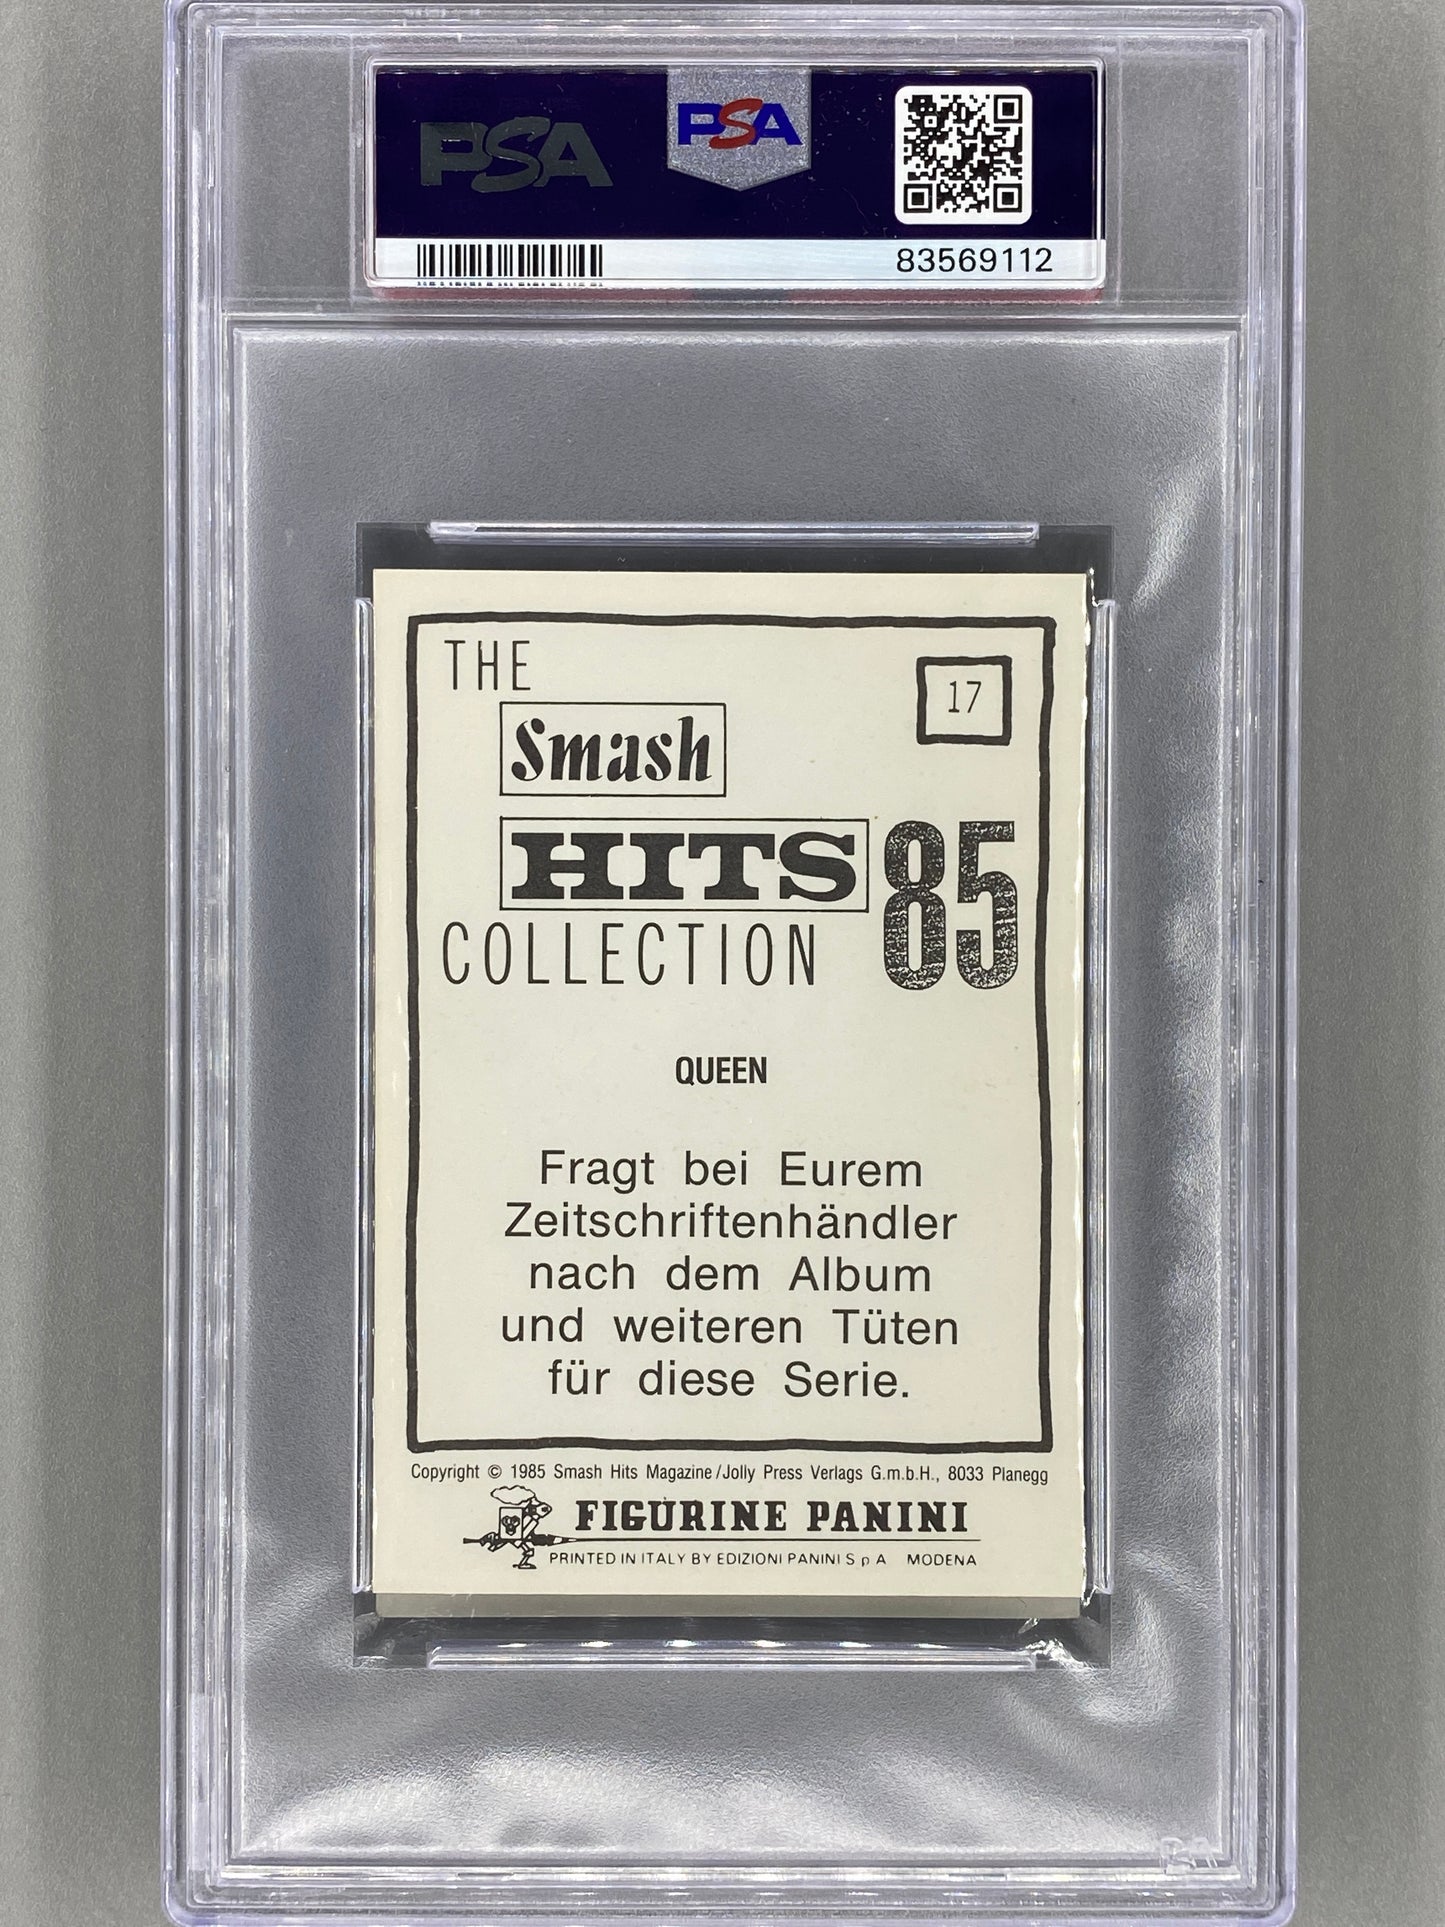 PSA
PSA
83569112
THE
17
Smash
HITS 85
COLLECTION
QUEEN
Fragt bei Eurem
Zeitschriftenhändler
nach dem Album
und weiteren Tüten
für diese Serie.
Copyright © 1985 Smash Hits Magazine/Jolly Press Verlags G.m.b.H., 8033 Planegg
FIGURINE PANINI
PRINTED IN ITALY BY EDIZIONI PANINI S p A MODENA
PSA